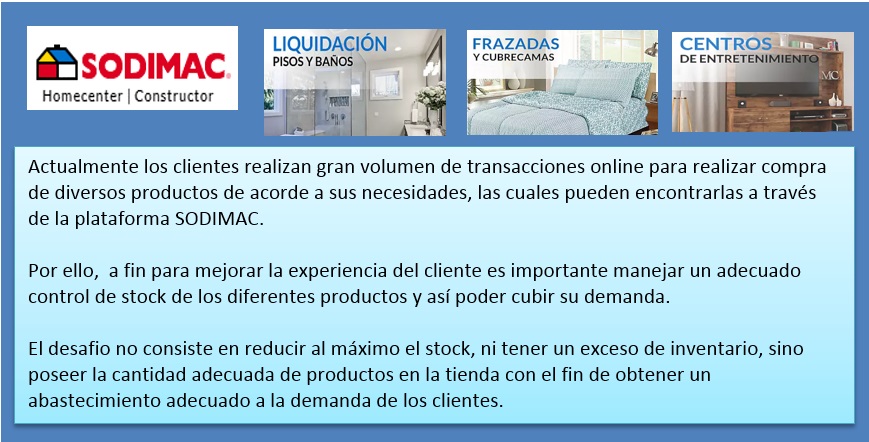 SODIMAC®
Homecenter | Constructor
LIQUIDACIÓN
PISOS Y BAÑOS
FRAZADAS
Y CUBRECAMAS
CENTROS
DE ENTRETENIMIENTO
Actualmente los clientes realizan gran volumen de transacciones online para realizar compra
de diversos productos de acorde a sus necesidades, las cuales pueden encontrarlas a través
de la plataforma SODIMAC.
Por ello,  a fin para mejorar la experiencia del cliente es importante manejar un adecuado
control de stock de los diferentes productos y así poder cubir su demanda.
El desafio no consiste en reducir al máximo el stock, ni tener un exceso de inventario, sino
poseer la cantidad adecuada de productos en la tienda con el fin de obtener un
abastecimiento adecuado a la demanda de los clientes.